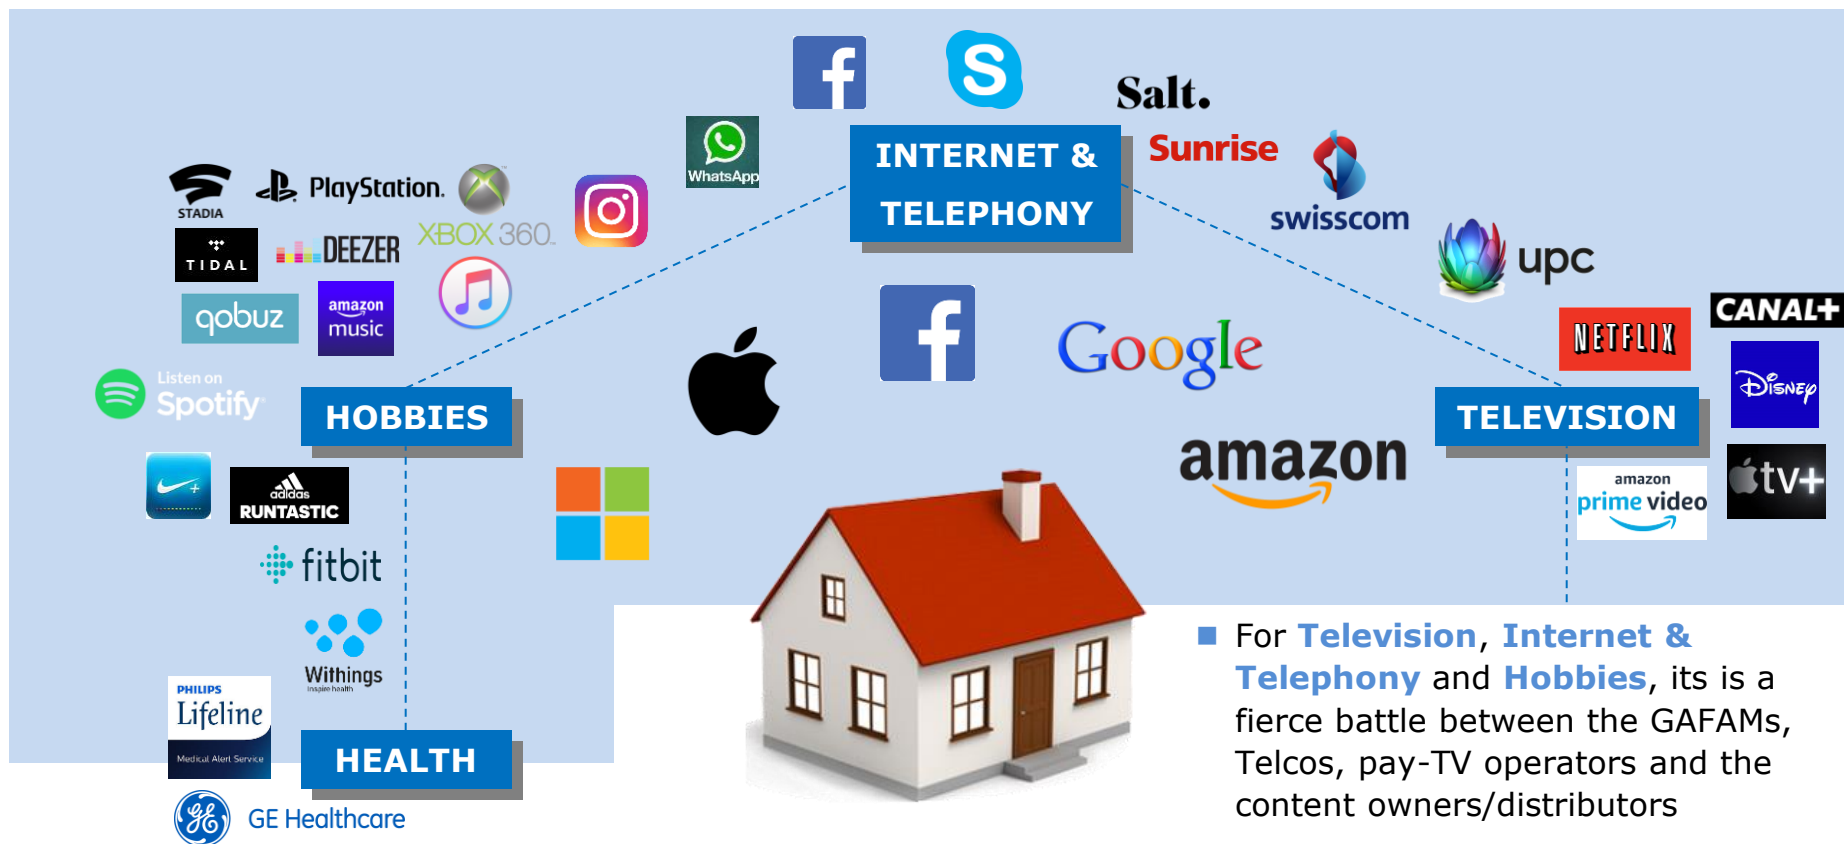 Salt.
INTERNET &
TELEPHONY
Sunrise
WhatsApp
swisscom
STADIA
PlayStation.
XBOX 360
TIDAL
DEEZER
qobuz
amazon
music
upc
NETFLIX
CANAL+
Disney
Google
Listen on
Spotify
HOBBIES
TELEVISION
amazon
amazon
prime video
tv+
adidas
RUNTASTIC
fitbit
Withings
Inspire health
PHILIPS
Lifeline
Medical Alert Service
HEALTH
GE Healthcare
For Television, Internet &
Telephony and Hobbies, its is a
fierce battle between the GAFAMs,
Telcos, pay-TV operators and the
content owners/distributors